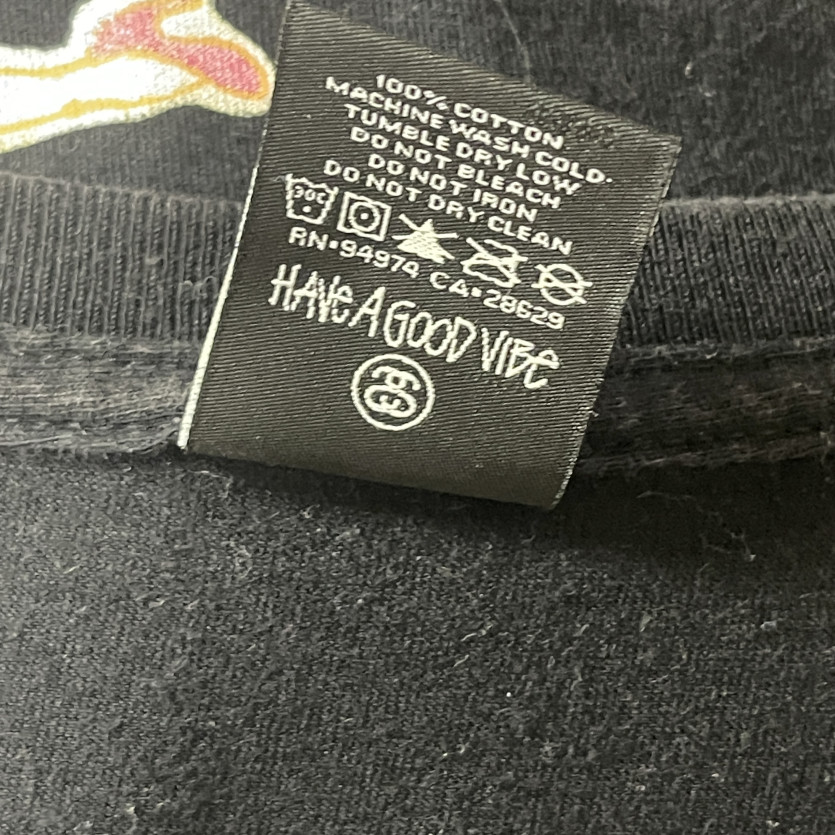 100% COTTON
MACHINE WASH COLD
TUMBLE DRY LOW
DO NOT BLEACH
DO NOT IRON
DO NOT DRY CLEAN
30C
RN•94974 CA•28629
HAVE A GOOD VIBE